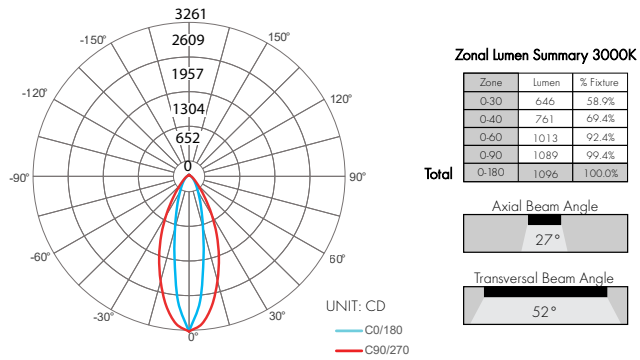 3261
2609
1957
1304
652
0
-150°
150°
-120°
120°
-90°
90°
-60°
60°
-30°
30°
0°
UNIT: CD
C0/180
C90/270
Zonal Lumen Summary 3000K
Zone Lumen % Fixture
0-30 646 58.9%
0-40 761 69.4%
0-60 1013 92.4%
0-90 1089 99.4%
Total 0-180 1096 100.0%
Axial Beam Angle
27°
Transversal Beam Angle
52°